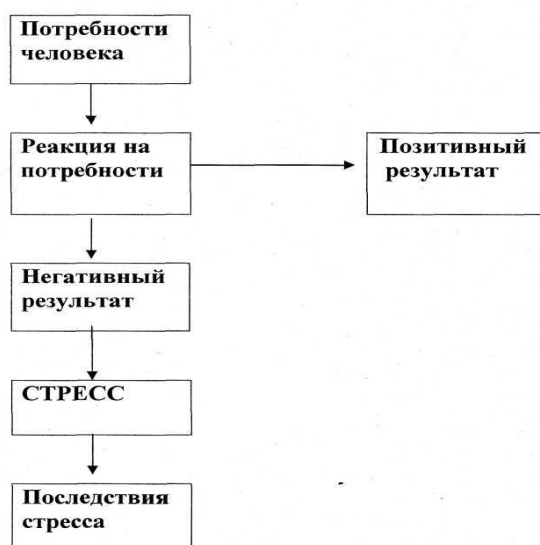 Потребности
человека
Реакция на
потребности
Позитивный
результат
Негативный
результат
СТРЕСС
Последствия
стресса